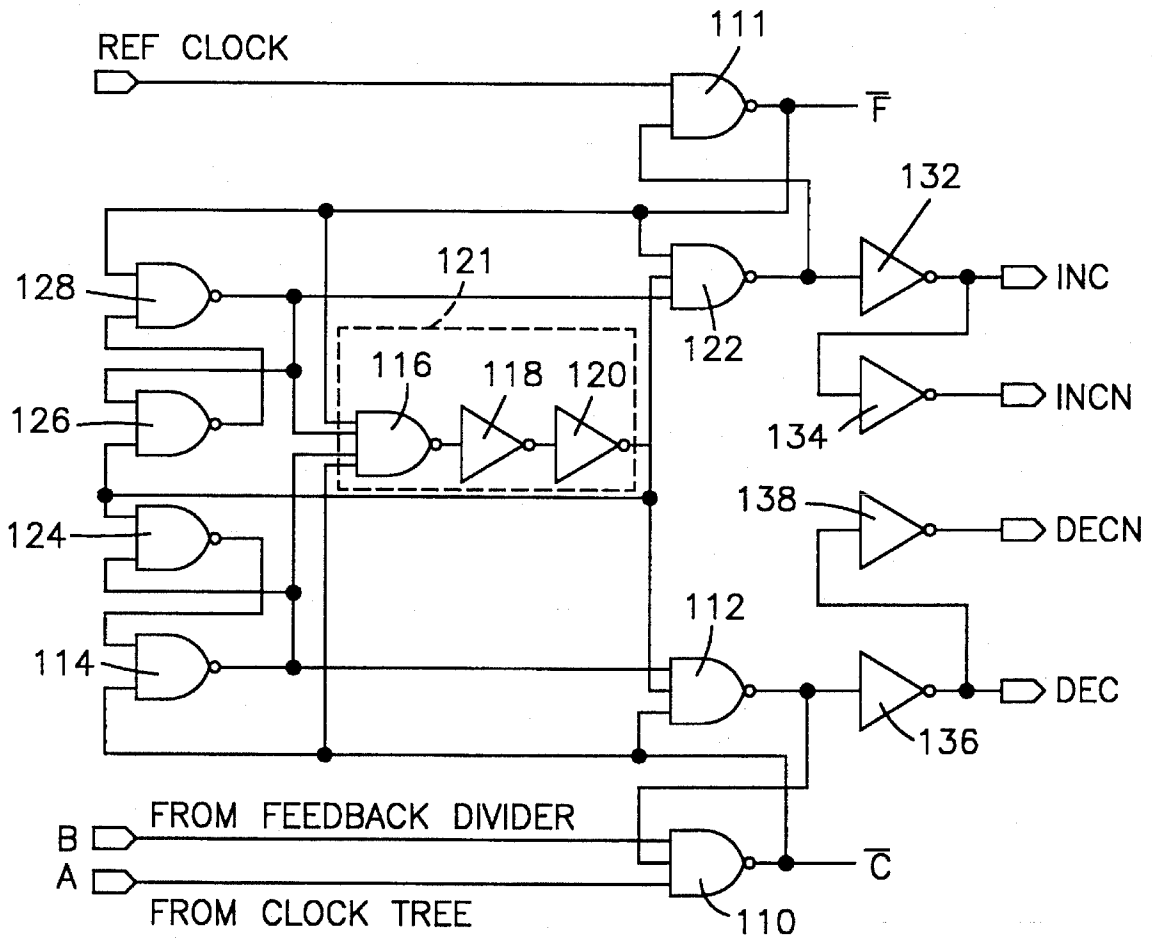 111
REF CLOCK
F̅
132
121
128
INC
122
116
118
120
126
INCN
134
138
124
DECN
112
114
DEC
136
FROM FEEDBACK DIVIDER
B
C̅
A
FROM CLOCK TREE
110